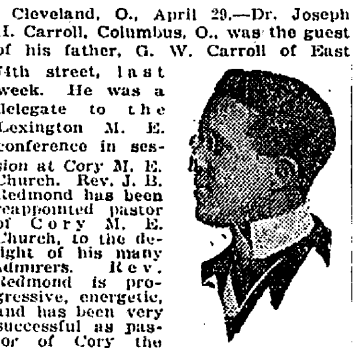 Cleveland, O., April 29.—Dr. Joseph
H. Carroll, Columbus, O., was the guest
of his father, G. W. Carroll of East
74th street, last
week. He was a
delegate to the
Lexington M. E.
conference in ses-
sion at Cory M. E.
Church. Rev. J. B.
Redmond has been
reappointed pastor
of Cory M. E.
Church, to the de-
light of his many
admirers. Rev.
Redmond is pro-
gressive, energetic,
and has been very
successful as pas-
tor of Cory the